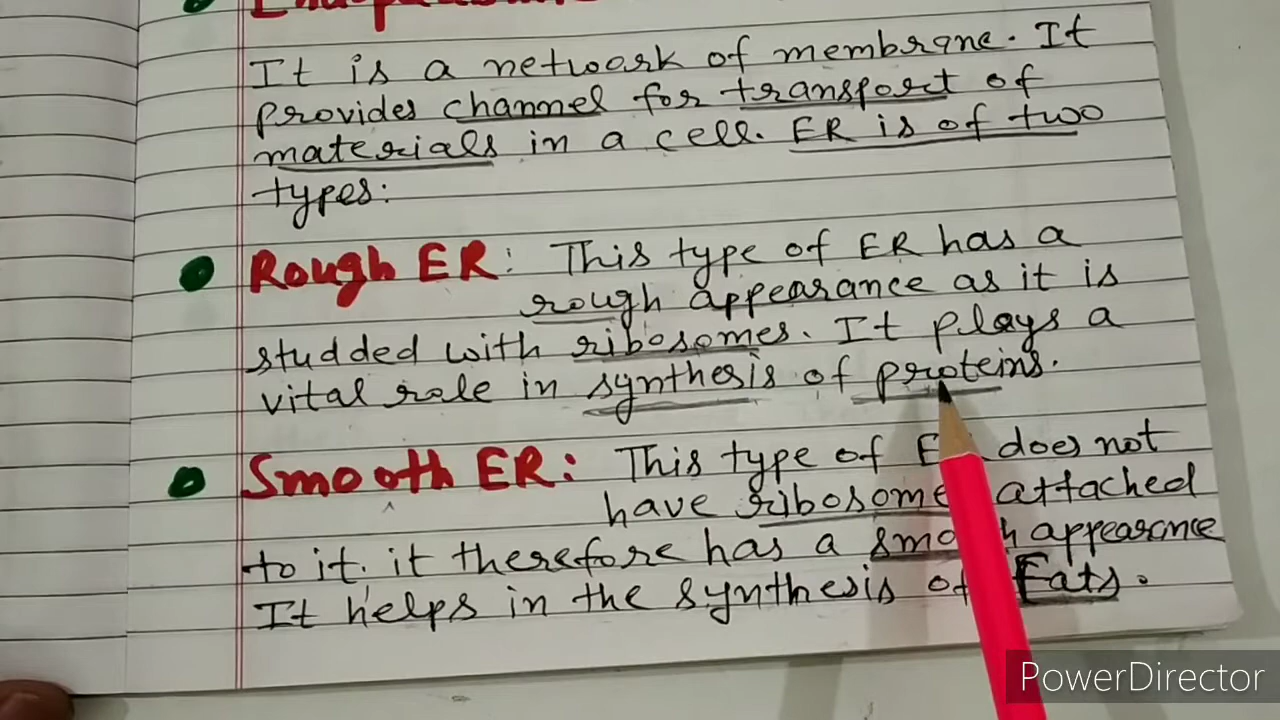 It is a network of membrane. It
provides channel for transport of
materials in a cell. ER is of two
types:
Rough ER: This type of ER has a
rough appearance as it is
studded with ribosomes. It plays a
vital role in synthesis of proteins.
Smooth ER: This type of does not
have ribosome attached
to it. it therefore has a appearance
It helps in the synthesis of Fats.
PowerDirector